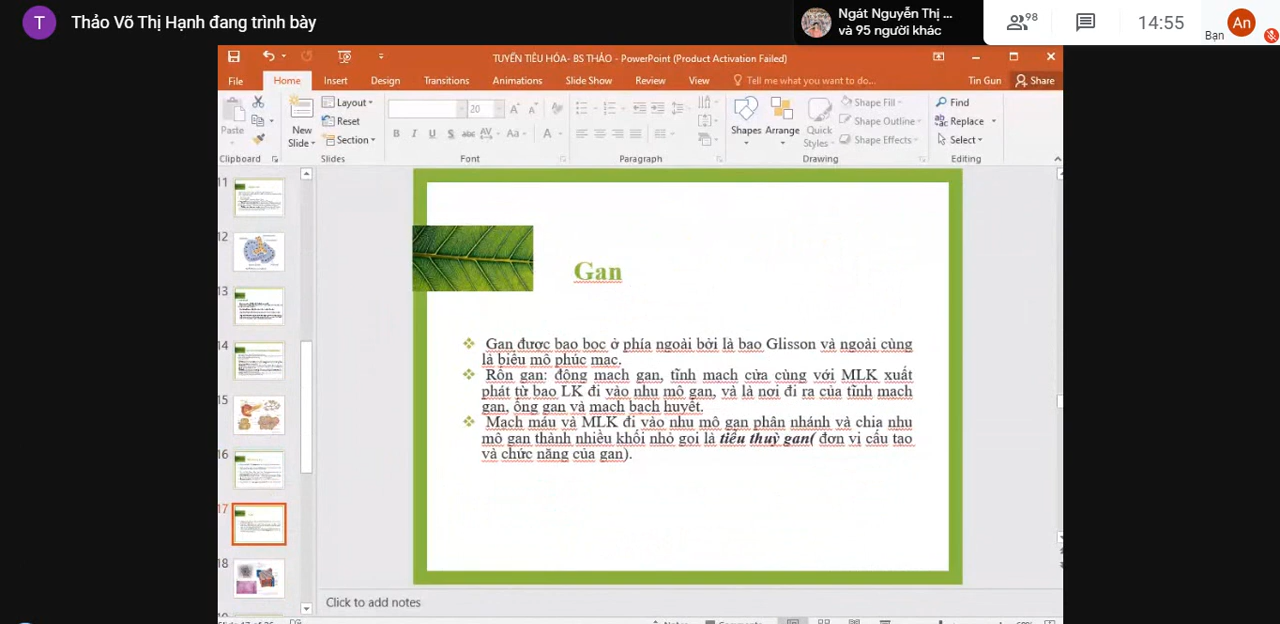 T Thảo Võ Thị Hạnh đang trình bày
Ngát Nguyễn Thị ...
và 95 người khác
98
14:55
Bạn
An
TUYẾN TIÊU HÓA- BS THẢO - PowerPoint (Product Activation Failed)
File Home Insert Design Transitions Animations Slide Show Review View Tell me what you want to do... Tin Gun Share
Paste
New
Slide
Layout
Reset
Section
20
B I U S abc AV Aa A
Shapes Arrange Quick
Styles
Shape Fill
Shape Outline
Shape Effects
Find
Replace
Select
Clipboard Slides Font Paragraph Drawing Editing
11
12
13
14
15
16
17
18
Gan
Gan được bao bọc ở phía ngoài bởi là bao Glisson và ngoài cùng
là biểu mô phúc mạc.
Rốn gan: động mạch gan, tĩnh mạch cửa cùng với MLK xuất
phát từ bao LK đi vào nhu mô gan, và là nơi đi ra của tĩnh mạch
gan, ống gan và mạch bạch huyết.
Mạch máu và MLK đi vào nhu mô gan phân nhánh và chia nhu
mô gan thành nhiều khối nhỏ gọi là tiểu thuỳ gan( đơn vị cấu tạo
và chức năng của gan).
Click to add notes